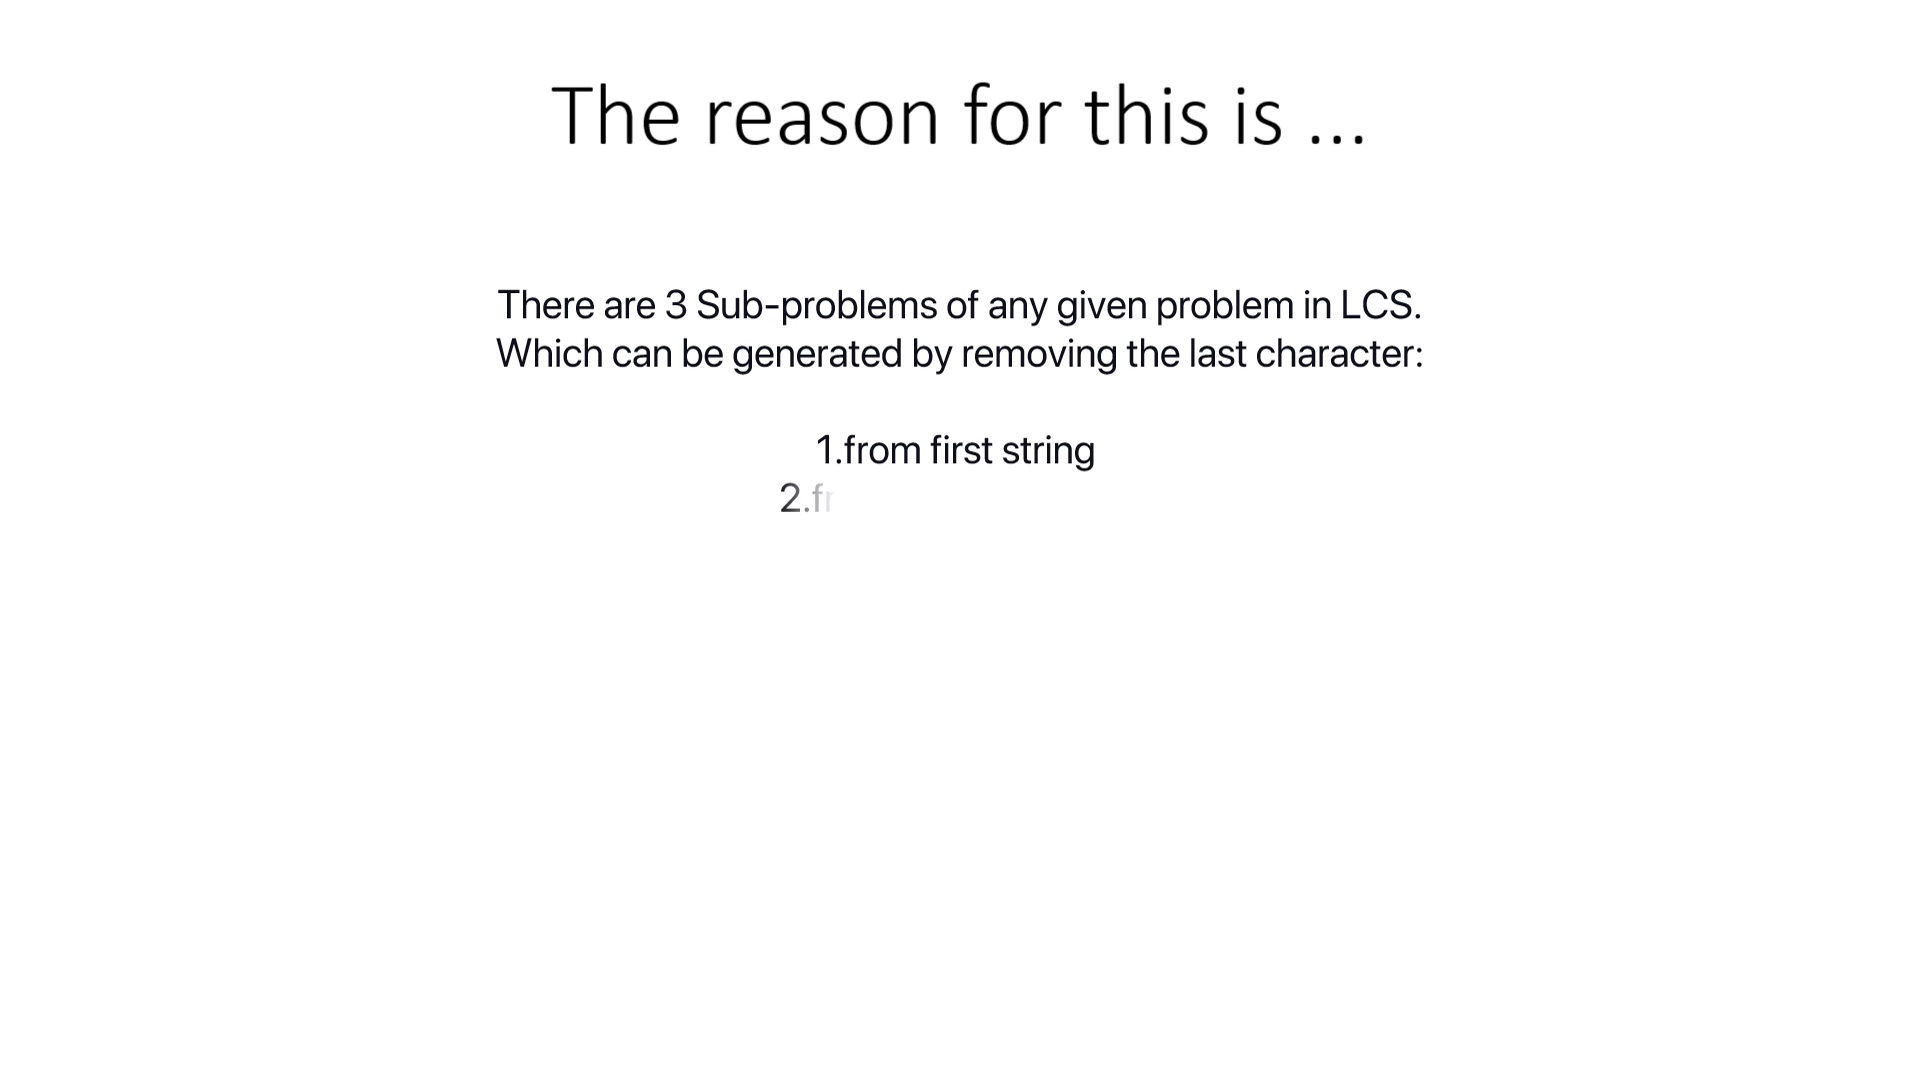 The reason for this is ...
There are 3 Sub-problems of any given problem in LCS.
Which can be generated by removing the last character:
1.from first string
2.fr